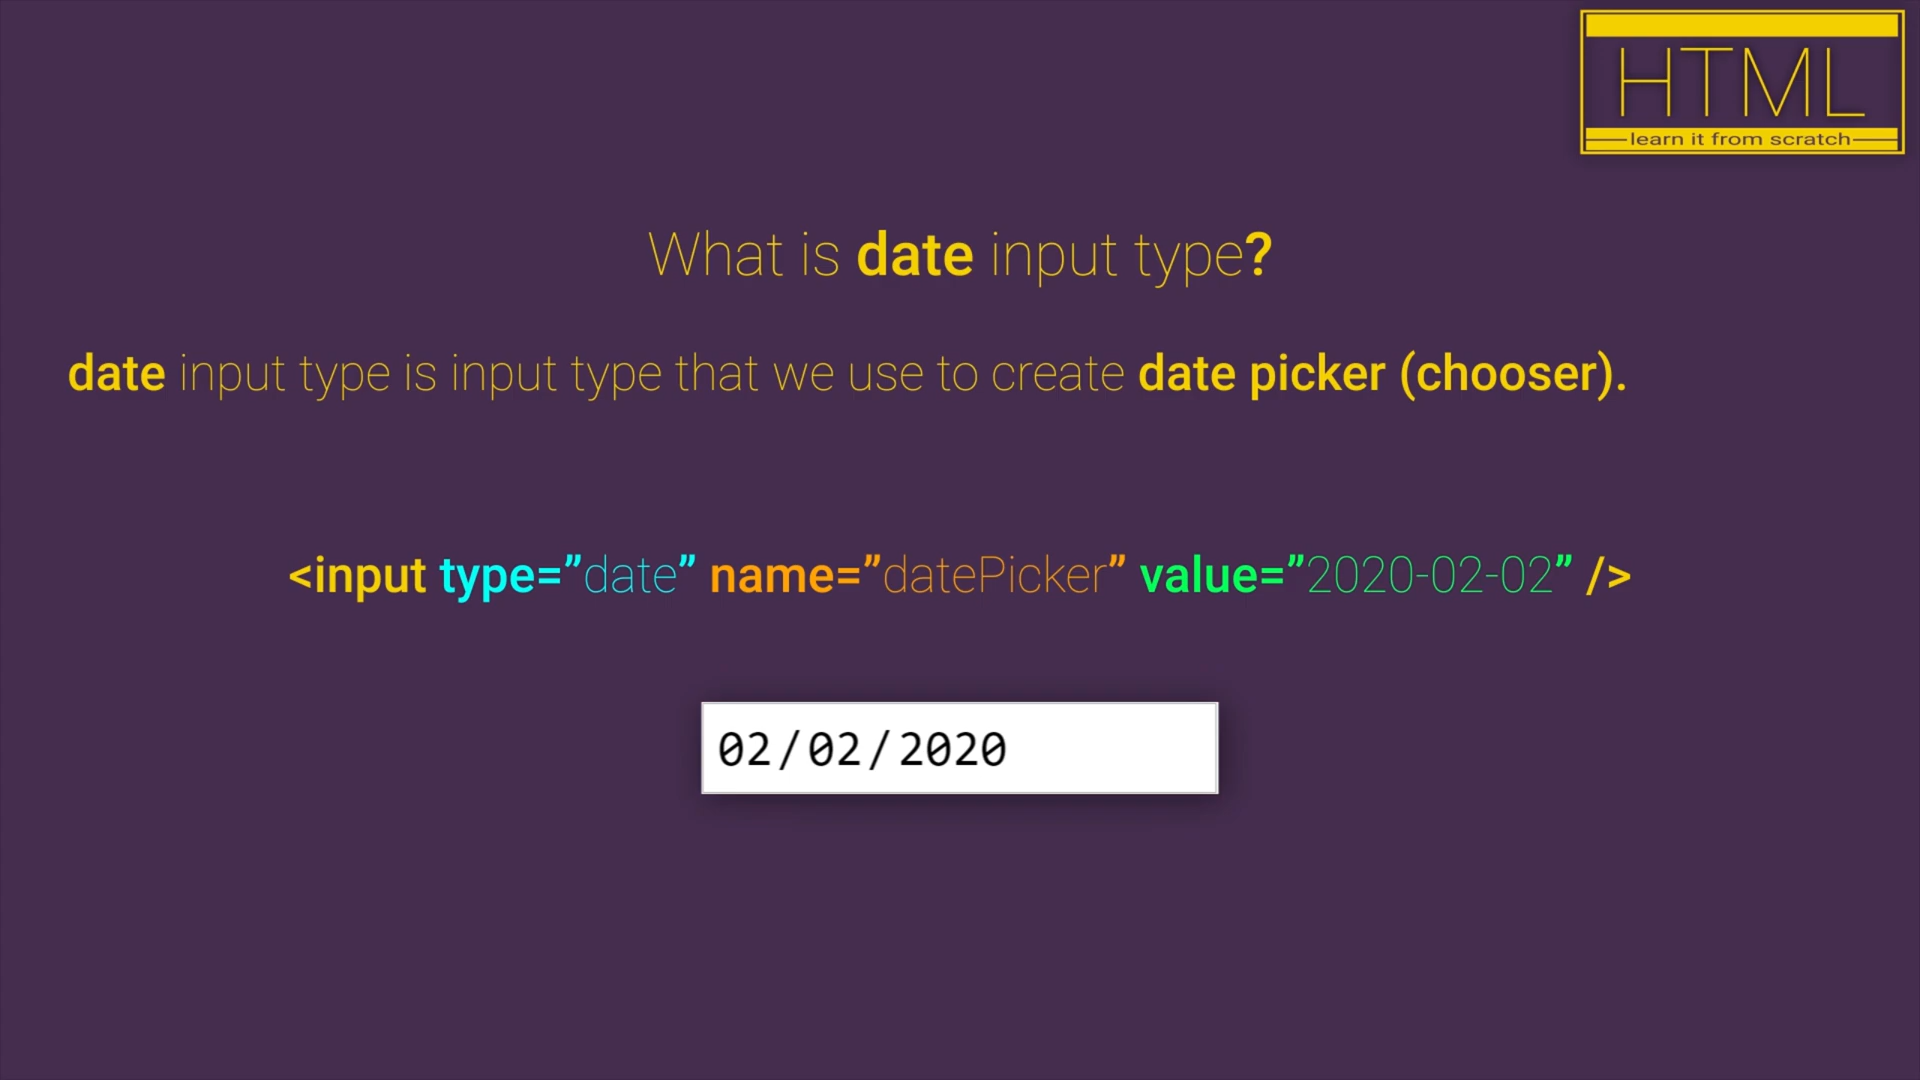 HTML
learn it from scratch
What is date input type?
date input type is input type that we use to create date picker (chooser).
<input type=”date” name=”datePicker” value=”2020-02-02” />
02/02/2020